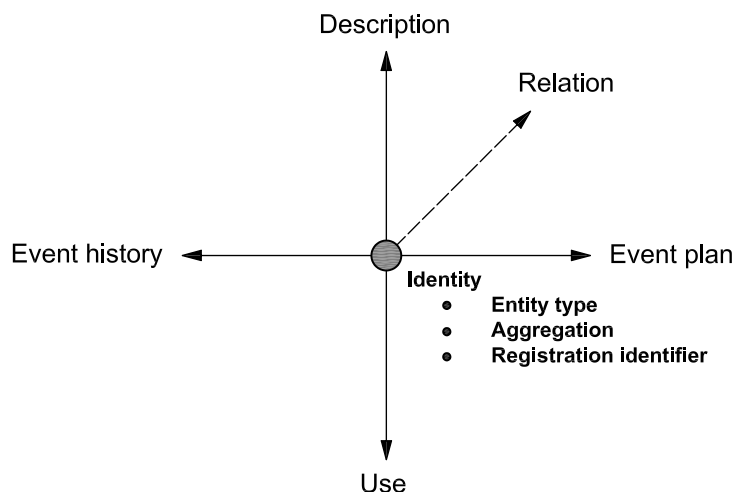 Description
Relation
Event history
Event plan
Identity
Entity type
Aggregation
Registration identifier
Use